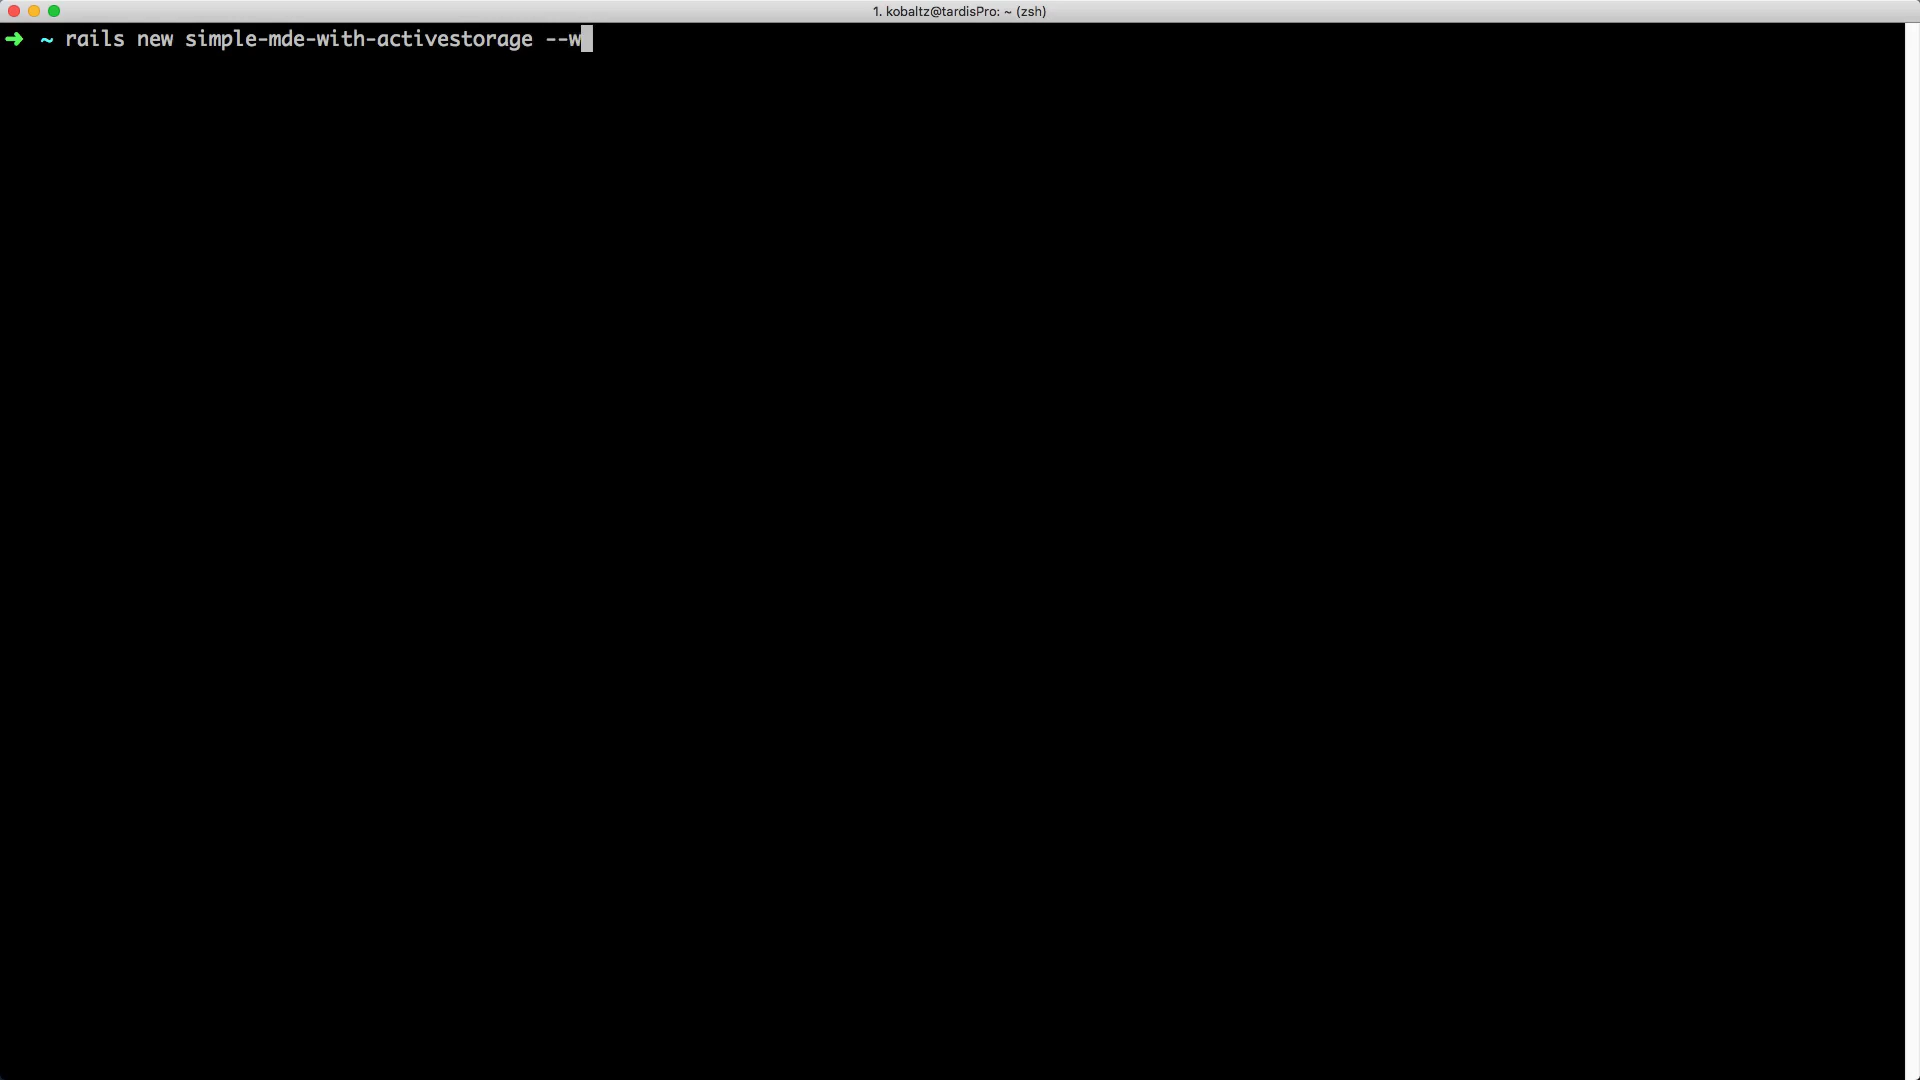 1. kobaltz@tardisPro: ~ (zsh)
➜ ~ rails new simple-mde-with-activestorage --w